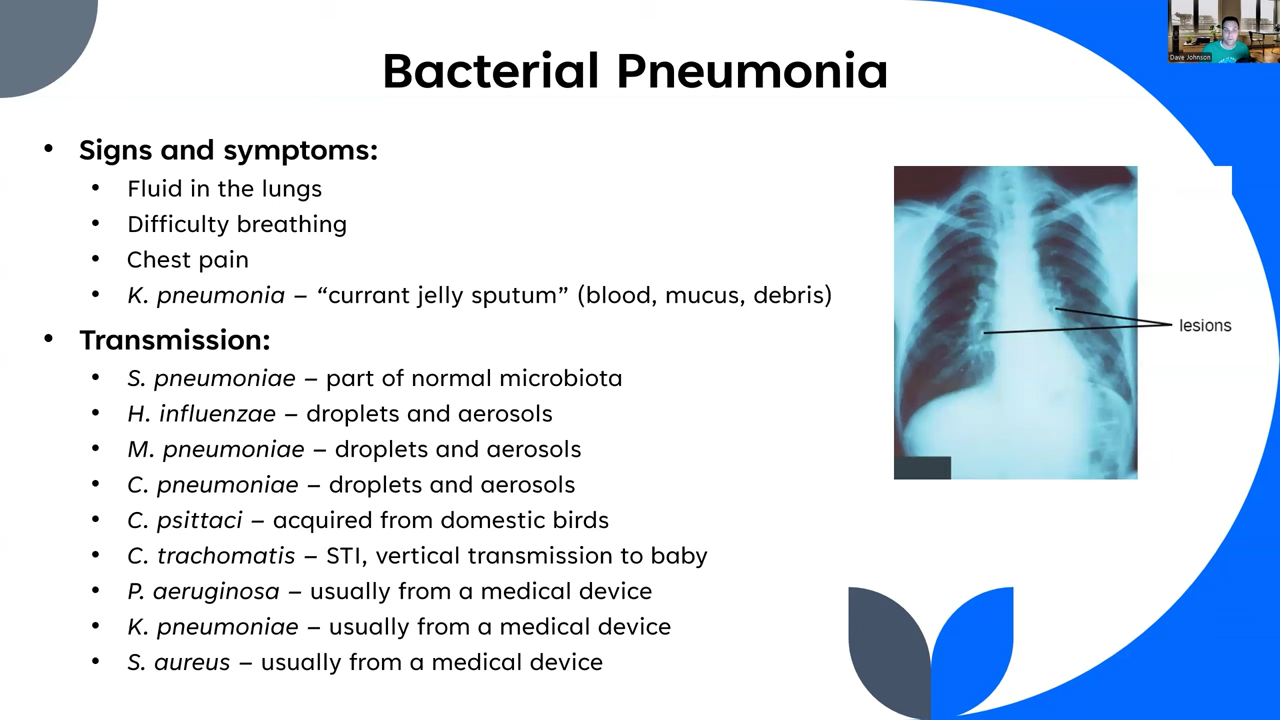 Dave Johnson
Bacterial Pneumonia
• Signs and symptoms:
• Fluid in the lungs
• Difficulty breathing
• Chest pain
• K. pneumonia – “currant jelly sputum” (blood, mucus, debris)
• Transmission:
• S. pneumoniae – part of normal microbiota
• H. influenzae – droplets and aerosols
• M. pneumoniae – droplets and aerosols
• C. pneumoniae – droplets and aerosols
• C. psittaci – acquired from domestic birds
• C. trachomatis – STI, vertical transmission to baby
• P. aeruginosa – usually from a medical device
• K. pneumoniae – usually from a medical device
• S. aureus – usually from a medical device
lesions